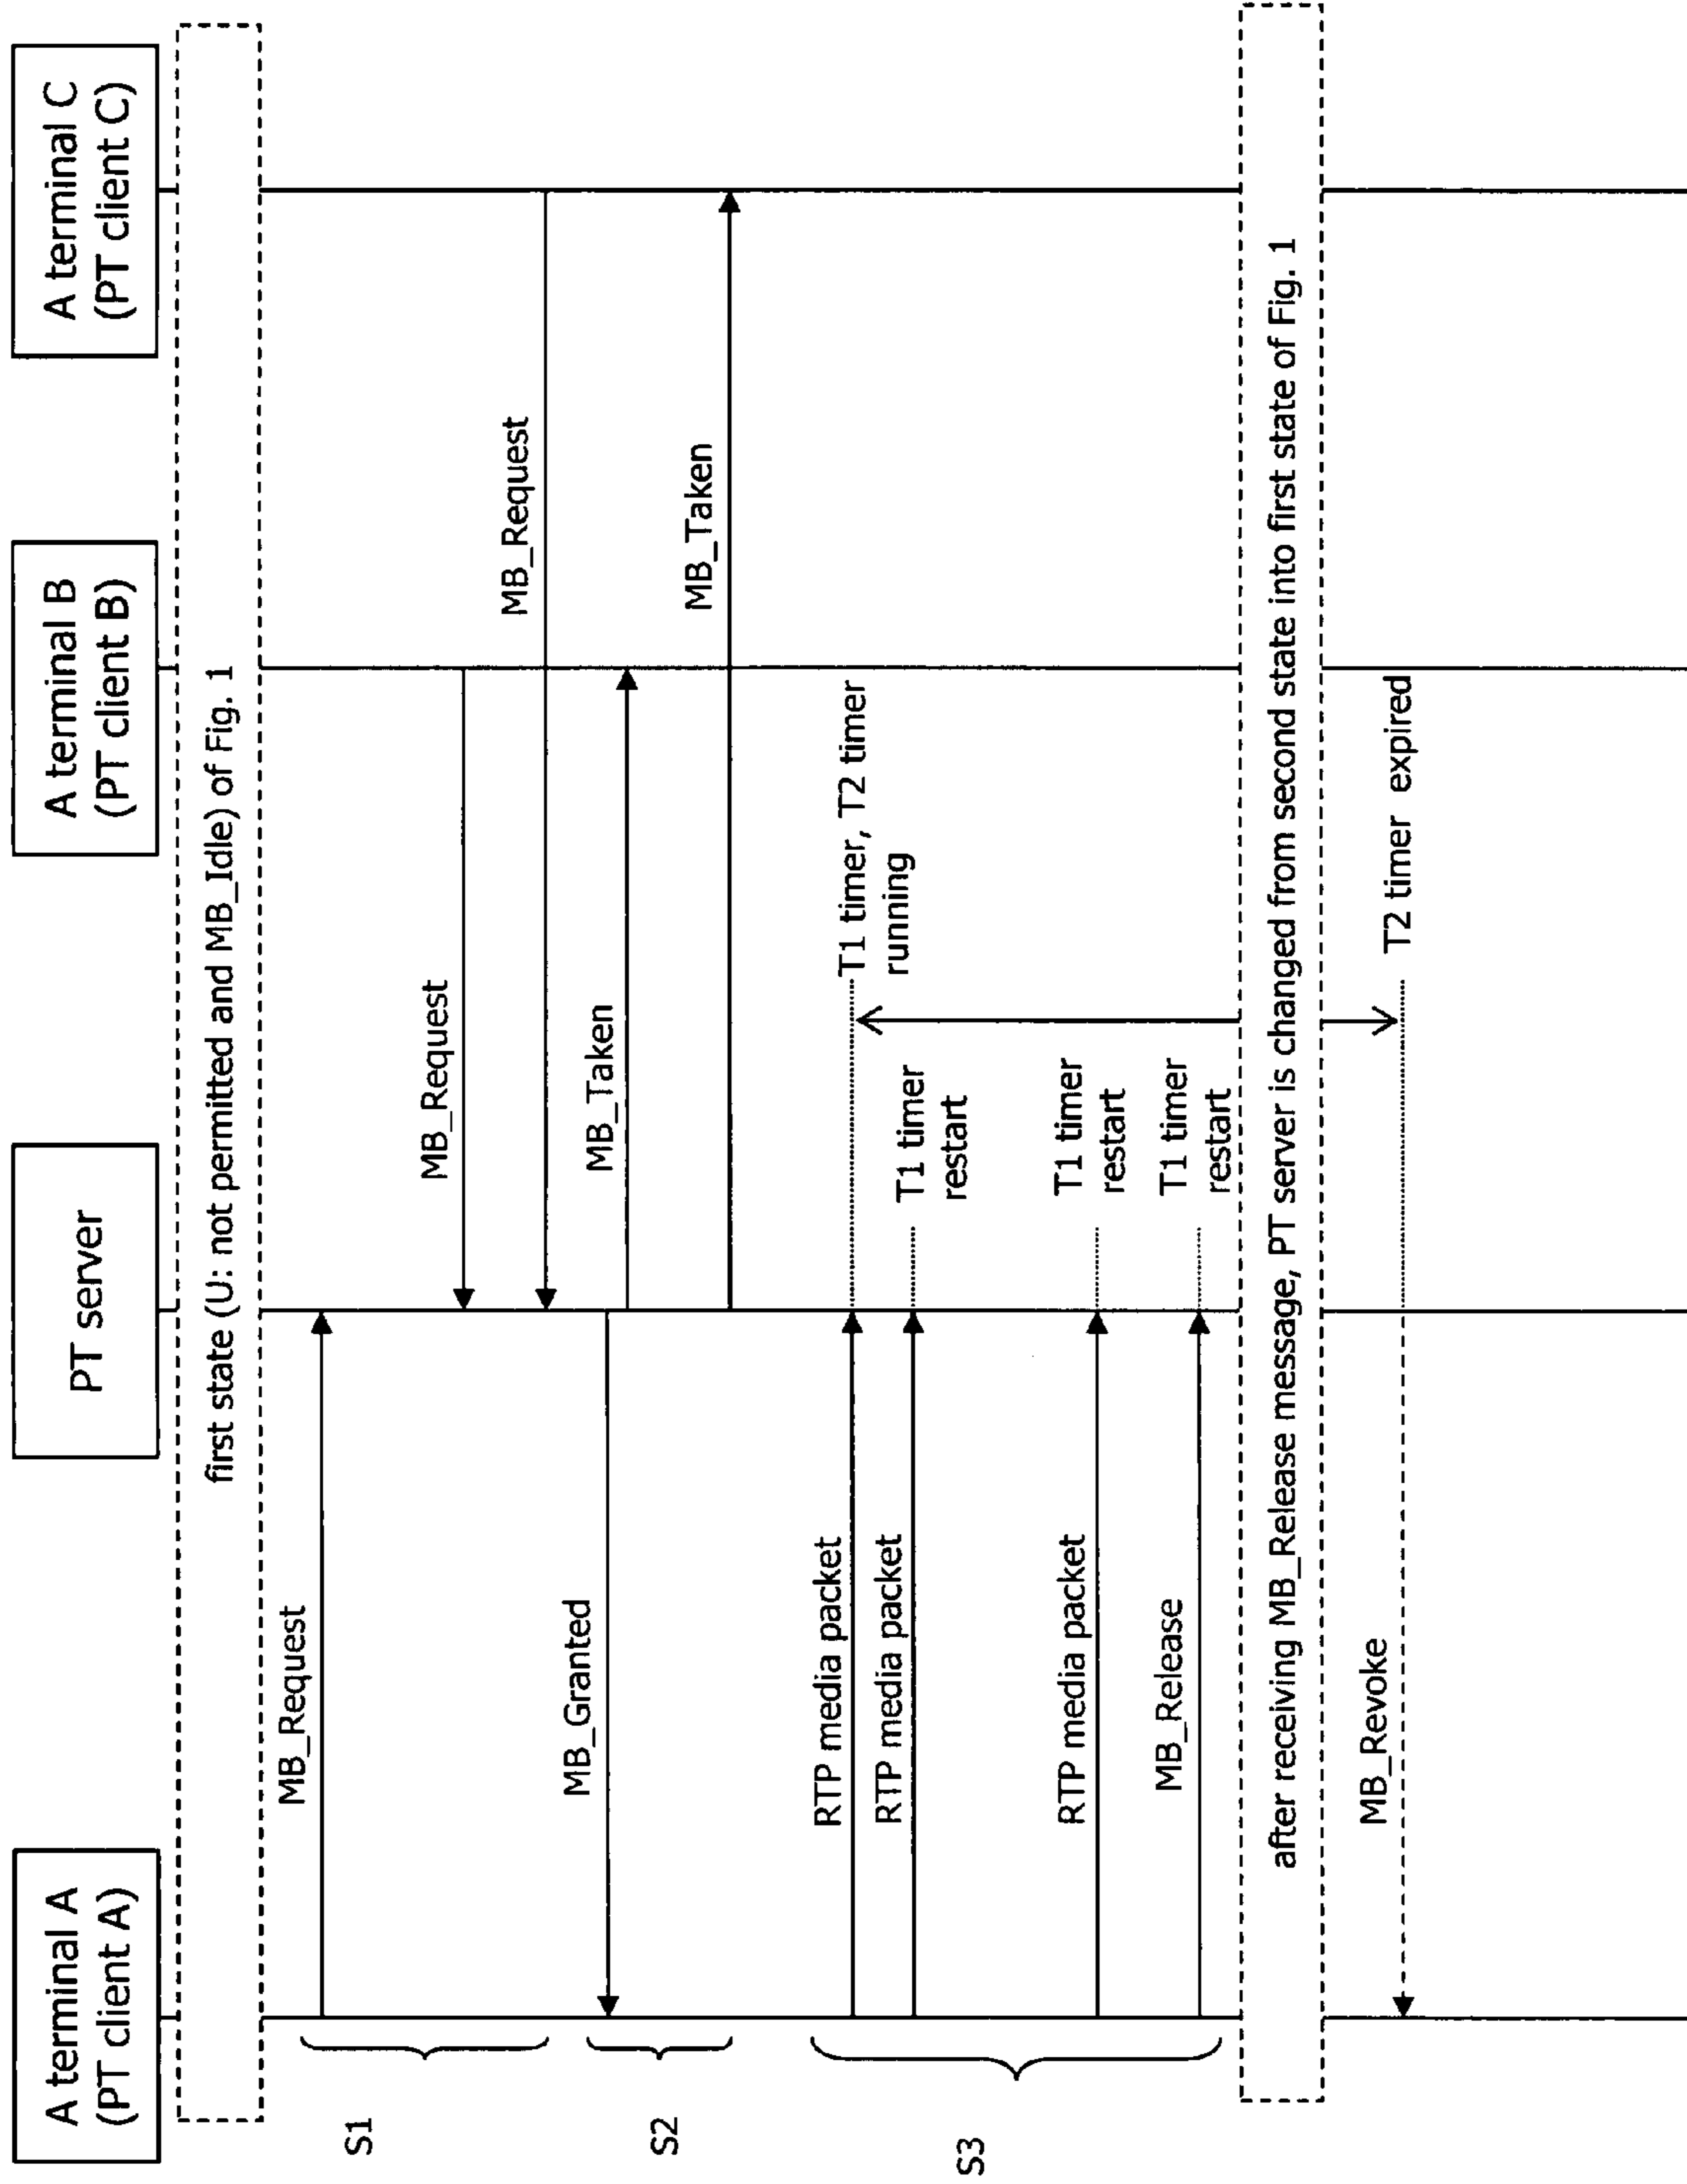 A terminal A
(PT client A)
PT server
A terminal B
(PT client B)
A terminal C
(PT client C)
first state (U: not permitted and MB_Idle) of Fig. 1
S1
MB_Request
MB_Request
MB_Request
S2
MB_Granted
MB_Taken
MB_Taken
S3
RTP media packet
T1 timer, T2 timer
running
RTP media packet
T1 timer
restart
RTP media packet
T1 timer
restart
MB_Release
T1 timer
restart
after receiving MB_Release message, PT server is changed from second state into first state of Fig. 1
MB_Revoke
T2 timer expired